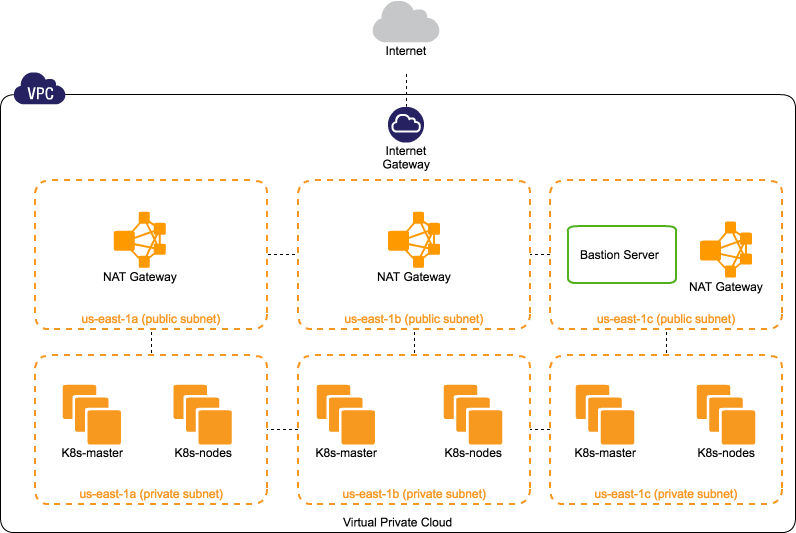 Internet
VPC
Internet
Gateway
NAT Gateway
NAT Gateway
Bastion Server
NAT Gateway
us-east-1a (public subnet)
us-east-1b (public subnet)
us-east-1c (public subnet)
K8s-master
K8s-nodes
K8s-master
K8s-nodes
K8s-master
K8s-nodes
us-east-1a (private subnet)
us-east-1b (private subnet)
us-east-1c (private subnet)
Virtual Private Cloud